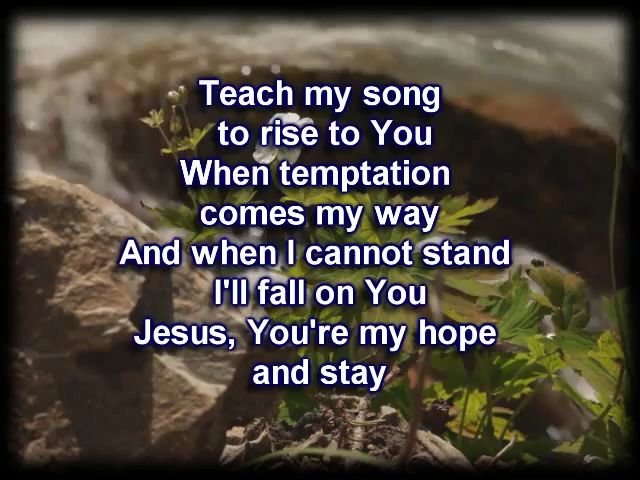 Teach my song
to rise to You
When temptation
comes my way
And when I cannot stand
I'll fall on You
Jesus, You're my hope
and stay